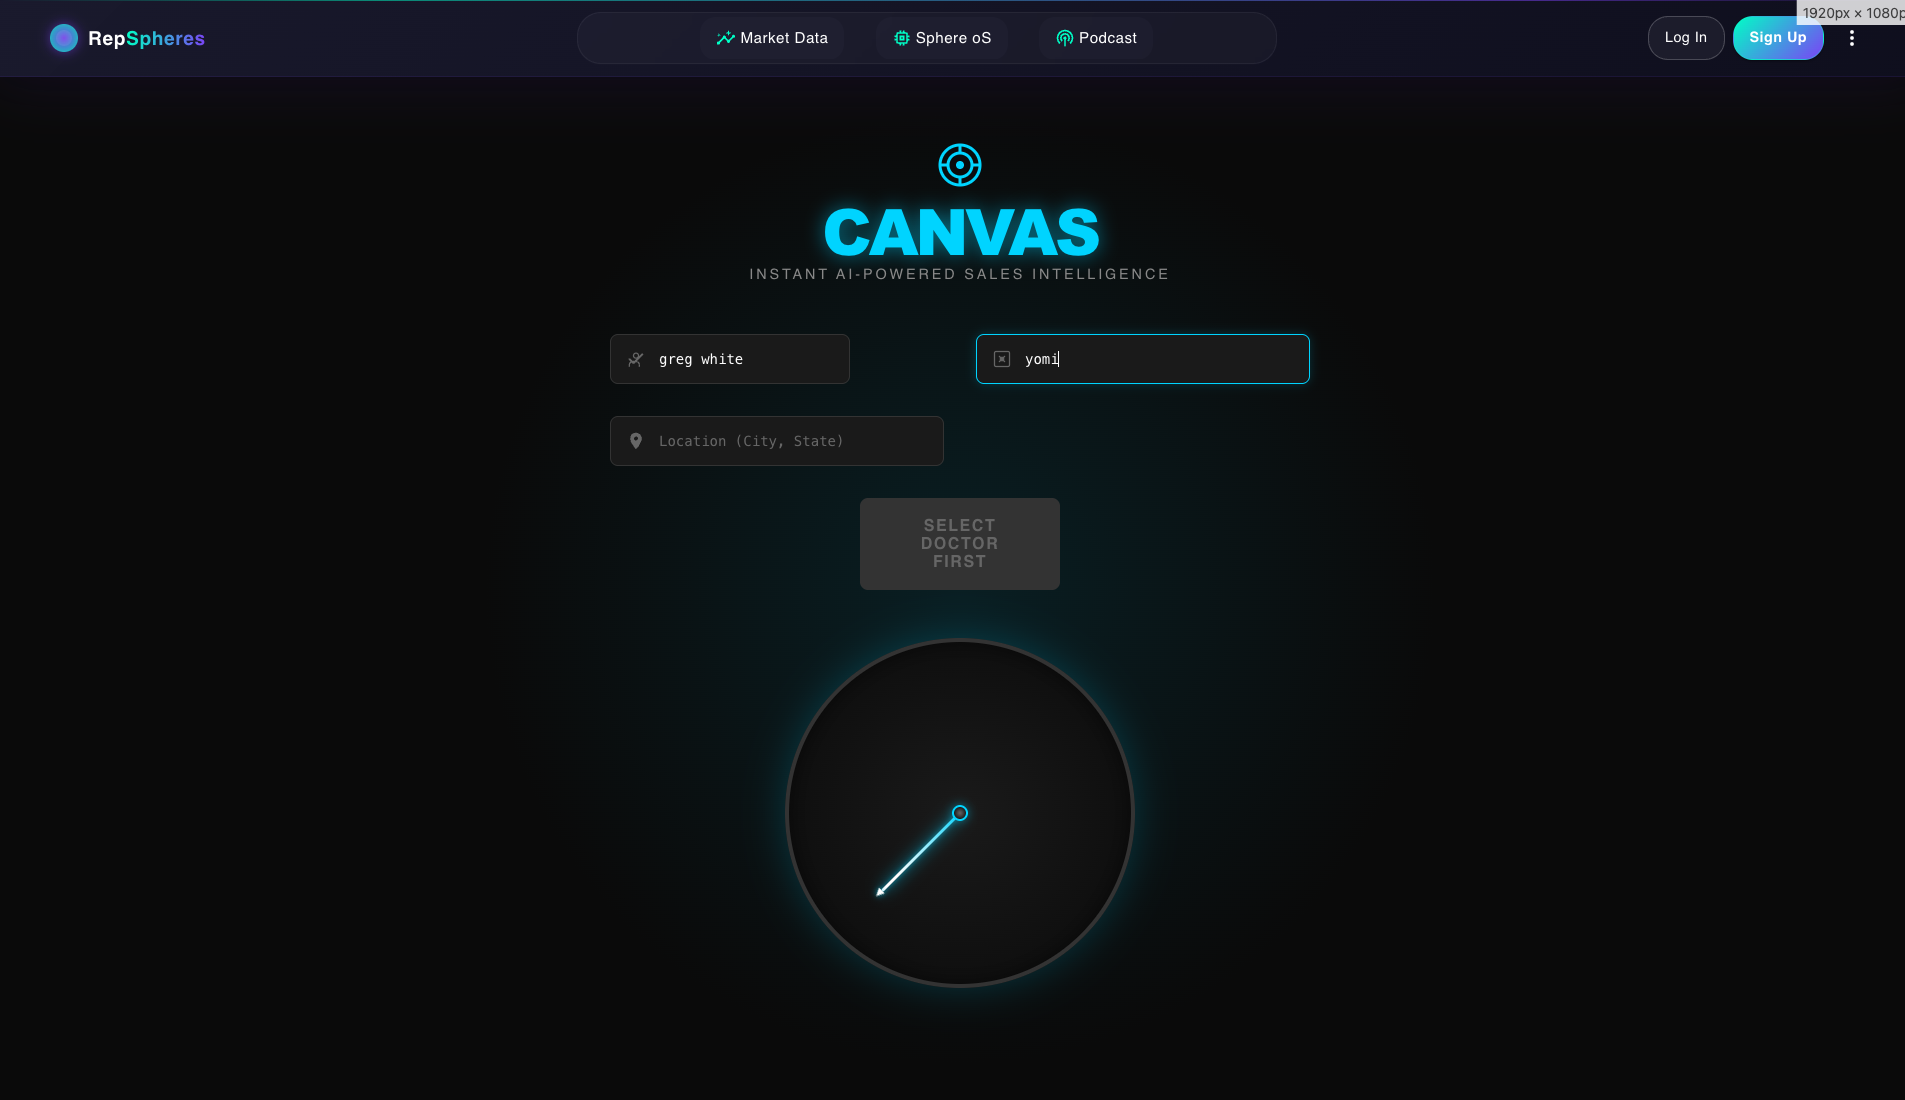 RepSpheres
Market Data
Sphere oS
Podcast
Log In
Sign Up
1920px × 1080p
CANVAS
INSTANT AI-POWERED SALES INTELLIGENCE
greg white
yomi
Location (City, State)
SELECT
DOCTOR
FIRST